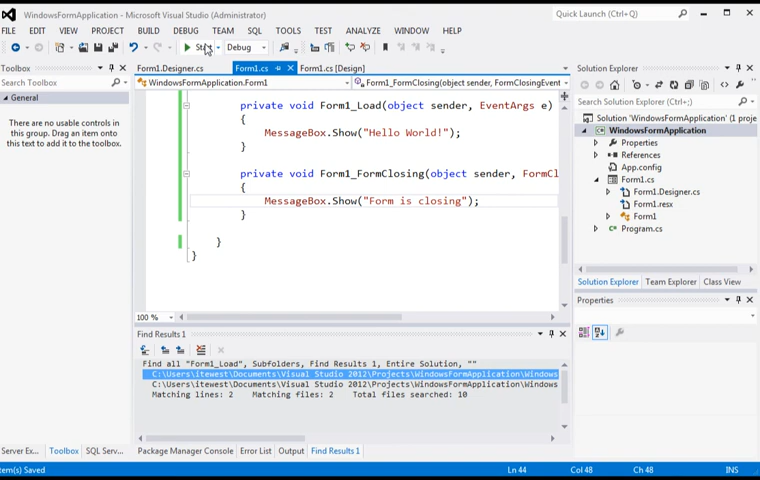 WindowsFormApplication - Microsoft Visual Studio (Administrator)
Quick Launch (Ctrl+Q)
FILE EDIT VIEW PROJECT BUILD DEBUG TEAM SQL TOOLS TEST ANALYZE WINDOW HELP
Debug
Toolbox
Search Toolbox
General
There are no usable controls in
this group. Drag an item onto
this text to add it to the toolbox.
Form1.Designer.cs Form1.cs Form1.cs [Design]
WindowsFormApplication.Form1
Form1_FormClosing(object sender, FormClosingEvent
private void Form1_Load(object sender, EventArgs e)
{
MessageBox.Show("Hello World!");
}
private void Form1_FormClosing(object sender, FormCl
{
MessageBox.Show("Form is closing");
}
}
}
100 %
Find Results 1
Find all "Form1_Load", Subfolders, Find Results 1, Entire Solution, ""
C:\Users\itewest\Documents\Visual Studio 2012\Projects\WindowsFormApplication\Windows
C:\Users\itewest\Documents\Visual Studio 2012\Projects\WindowsFormApplication\Windows
Matching lines: 2 Matching files: 2 Total files searched: 10
Solution Explorer
Search Solution Explorer (Ctrl+;)
Solution 'WindowsFormApplication' (1 proje
WindowsFormApplication
Properties
References
App.config
Form1.cs
Form1.Designer.cs
Form1.resx
Form1
Program.cs
Solution Explorer Team Explorer Class View
Properties
Server Ex... Toolbox SQL Serv...
Package Manager Console Error List Output Find Results 1
tem(s) Saved
Ln 44 Col 48 Ch 48 INS